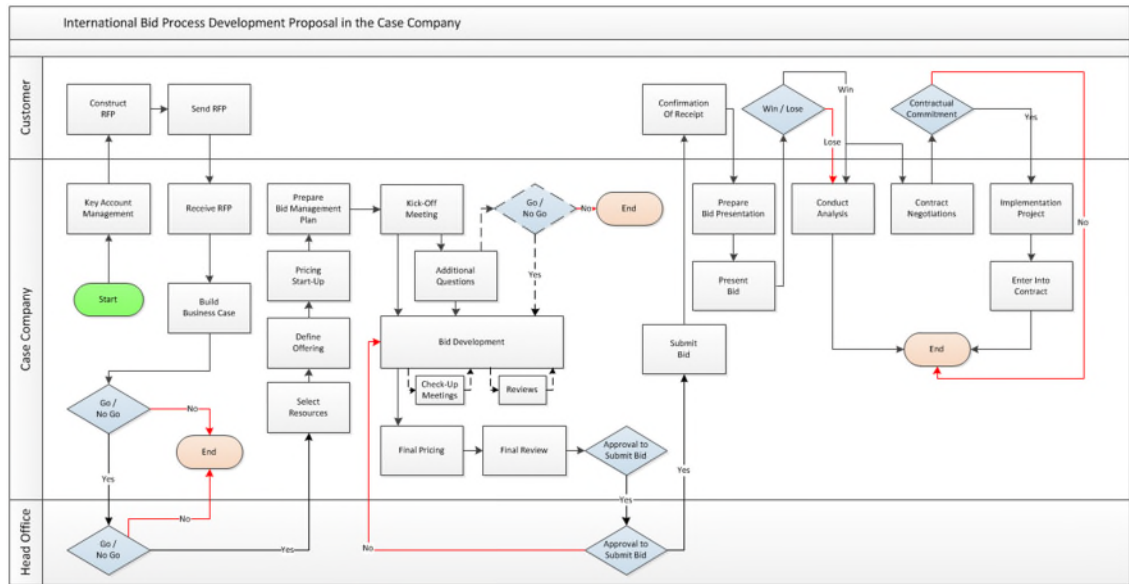 International Bid Process Development Proposal in the Case Company
Customer
Construct
RFP
Send RFP
Confirmation
Of Receipt
Win / Lose
Win
Lose
Contractual
Commitment
Yes
No
Case Company
Key Account
Management
Start
Receive RFP
Build
Business Case
Go /
No Go
No
Yes
End
Prepare
Bid Management
Plan
Pricing
Start-Up
Define
Offering
Select
Resources
Kick-Off
Meeting
Additional
Questions
Go /
No Go
No
End
Yes
Bid Development
Check-Up
Meetings
Reviews
Final Pricing
Final Review
Approval to
Submit Bid
Yes
Submit
Bid
Yes
Prepare
Bid Presentation
Present
Bid
Conduct
Analysis
Contract
Negotiations
Implementation
Project
Enter Into
Contract
End
Head Office
Go /
No Go
No
Yes
No
Approval to
Submit Bid